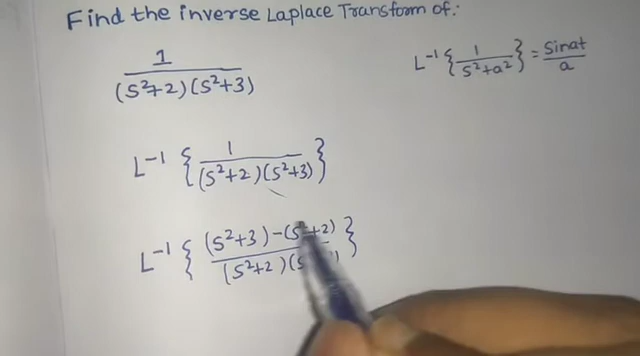 Find the inverse Laplace Transform of:
1
(S²+2)(S²+3)
L⁻¹{1/(S²+a²)} = Sinat/a
L⁻¹ {1/((S²+2)(S²+3))}
L⁻¹ {((S²+3)-(S²+2))/((S²+2)(S